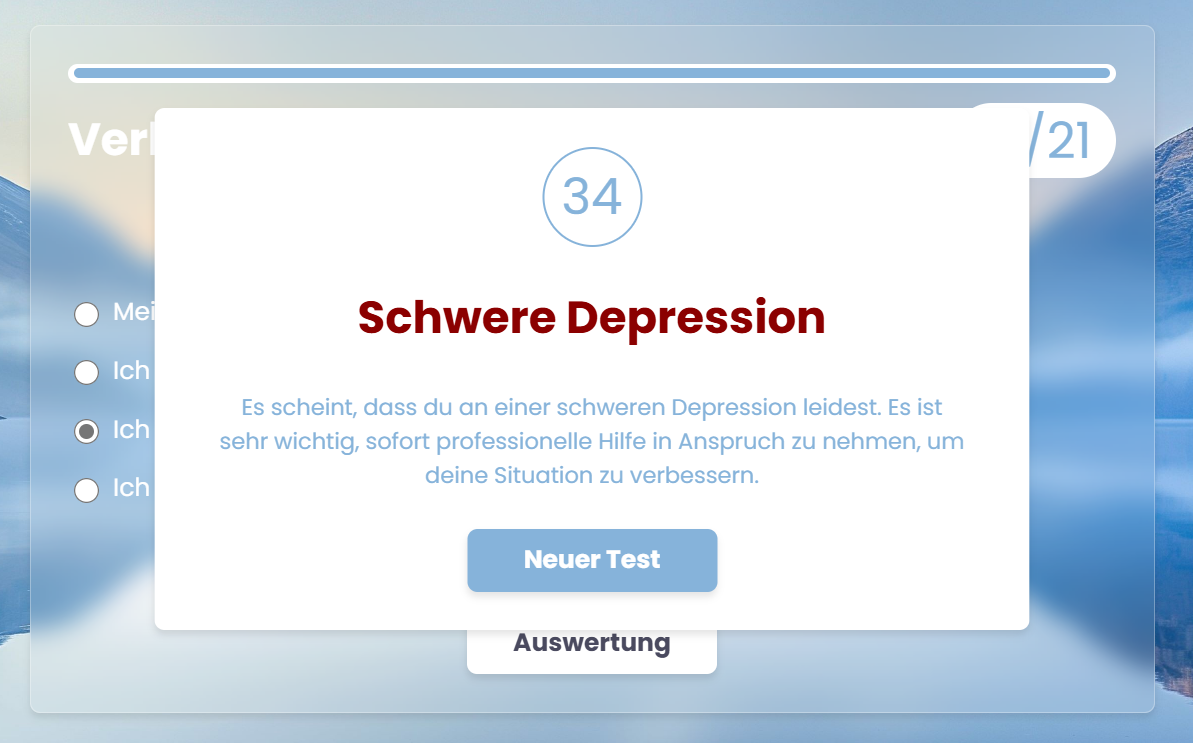 /21
34
Schwere Depression
Mei
Ich
Es scheint, dass du an einer schweren Depression leidest. Es ist
Ich
sehr wichtig, sofort professionelle Hilfe in Anspruch zu nehmen, um
deine Situation zu verbessern.
Ich
Neuer Test
Auswertung